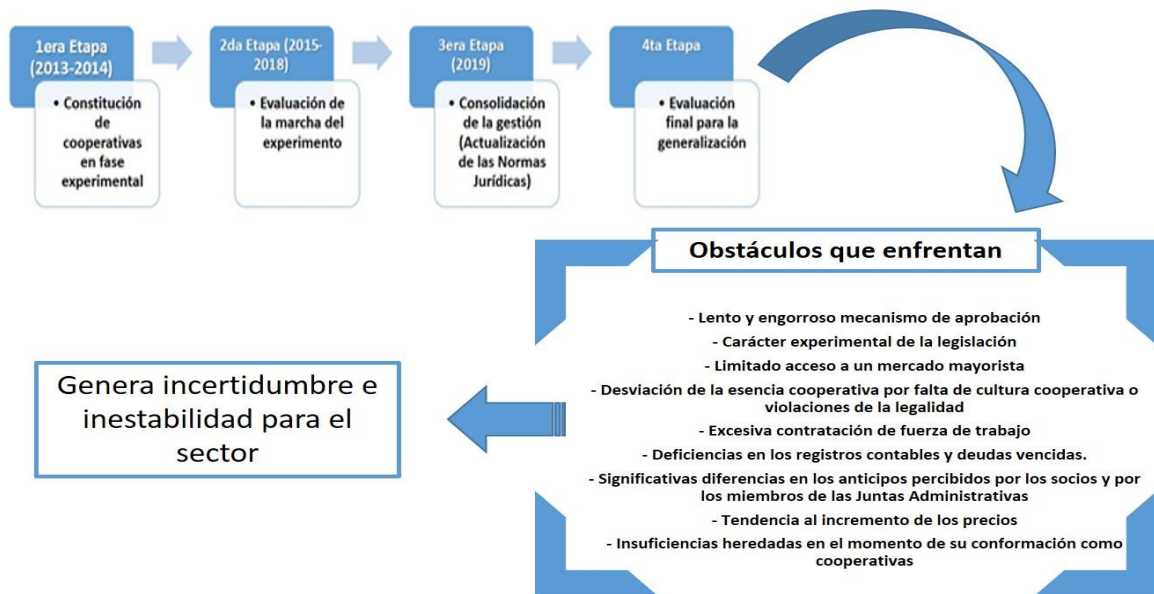 1era Etapa
(2013-2014)
• Constitución
de
cooperativas
en fase
experimental
2da Etapa (2015-
2018)
• Evaluación de
la marcha del
experimento
3era Etapa
(2019)
• Consolidación
de la gestión
(Actualización
de las Normas
Jurídicas)
4ta Etapa
• Evaluación
final para la
generalización
Obstáculos que enfrentan
- Lento y engorroso mecanismo de aprobación
- Carácter experimental de la legislación
- Limitado acceso a un mercado mayorista
- Desviación de la esencia cooperativa por falta de cultura cooperativa o
violaciones de la legalidad
- Excesiva contratación de fuerza de trabajo
- Deficiencias en los registros contables y deudas vencidas.
- Significativas diferencias en los anticipos percibidos por los socios y por
los miembros de las Juntas Administrativas
- Tendencia al incremento de los precios
- Insuficiencias heredadas en el momento de su conformación como
cooperativas
Genera incertidumbre e
inestabilidad para el
sector